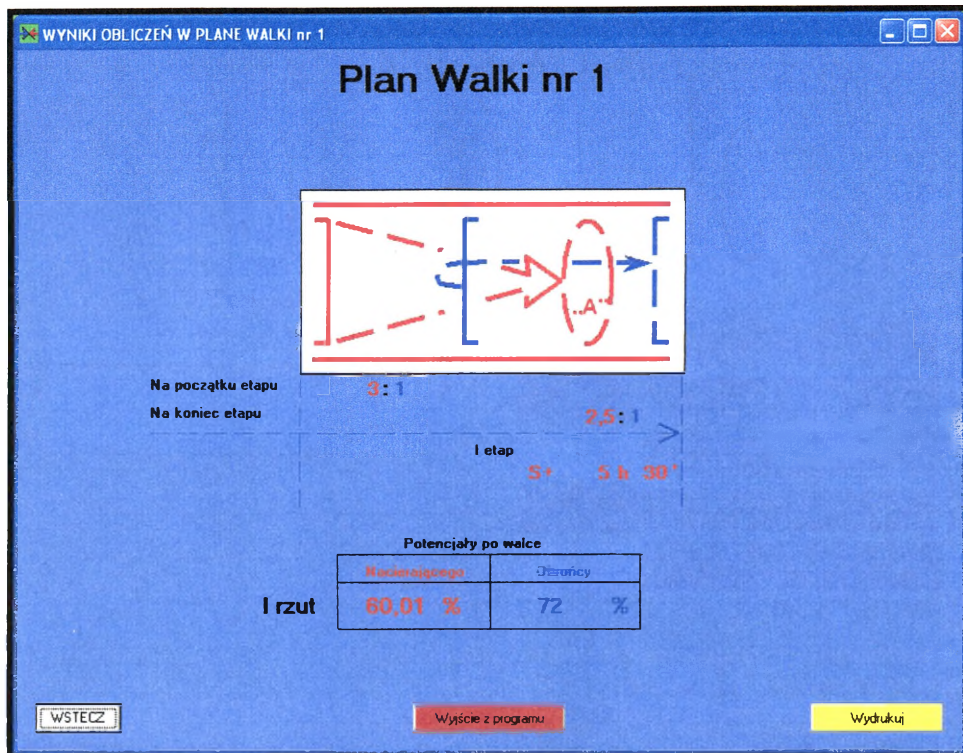 WYNIKI OBLICZEŃ W PLANE WALKI nr 1
Plan Walki nr 1
„A"
Na początku etapu 3 : 1
Na koniec etapu 2,5 : 1
I etap
5+ 5 h 30'
Potencjały po walce
Nacierającego Obrońcy
I rzut 60,01 % 72 %
WSTECZ Wyjście z programu Wydrukuj